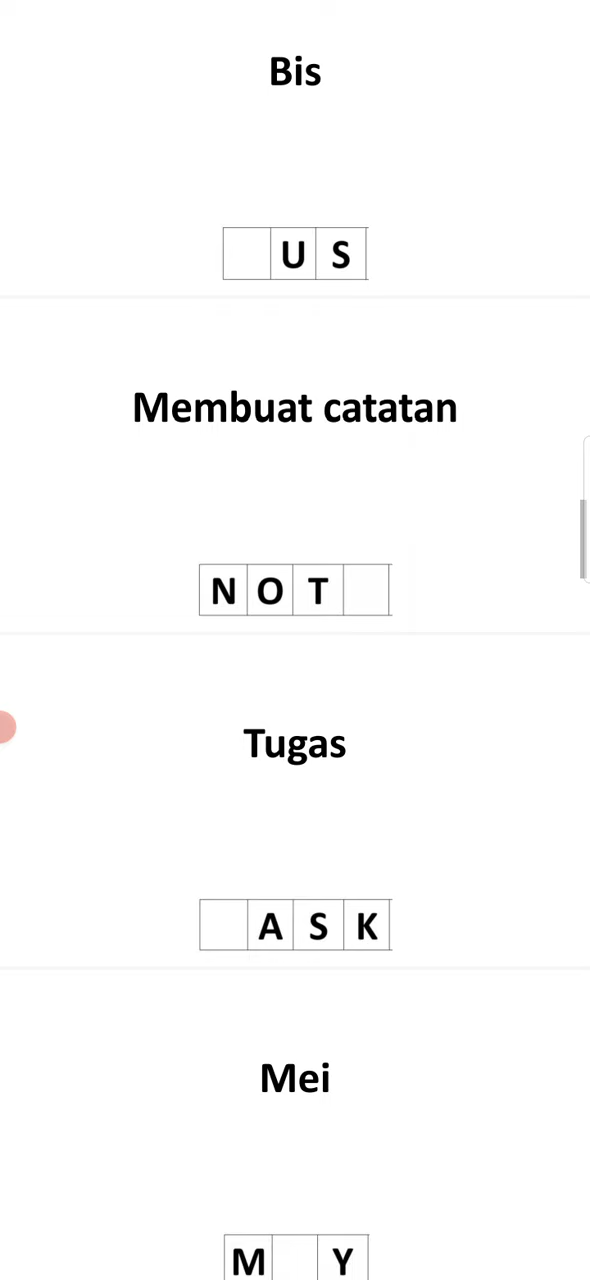 Bis
U S
Membuat catatan
N O T
Tugas
A S K
Mei
M Y